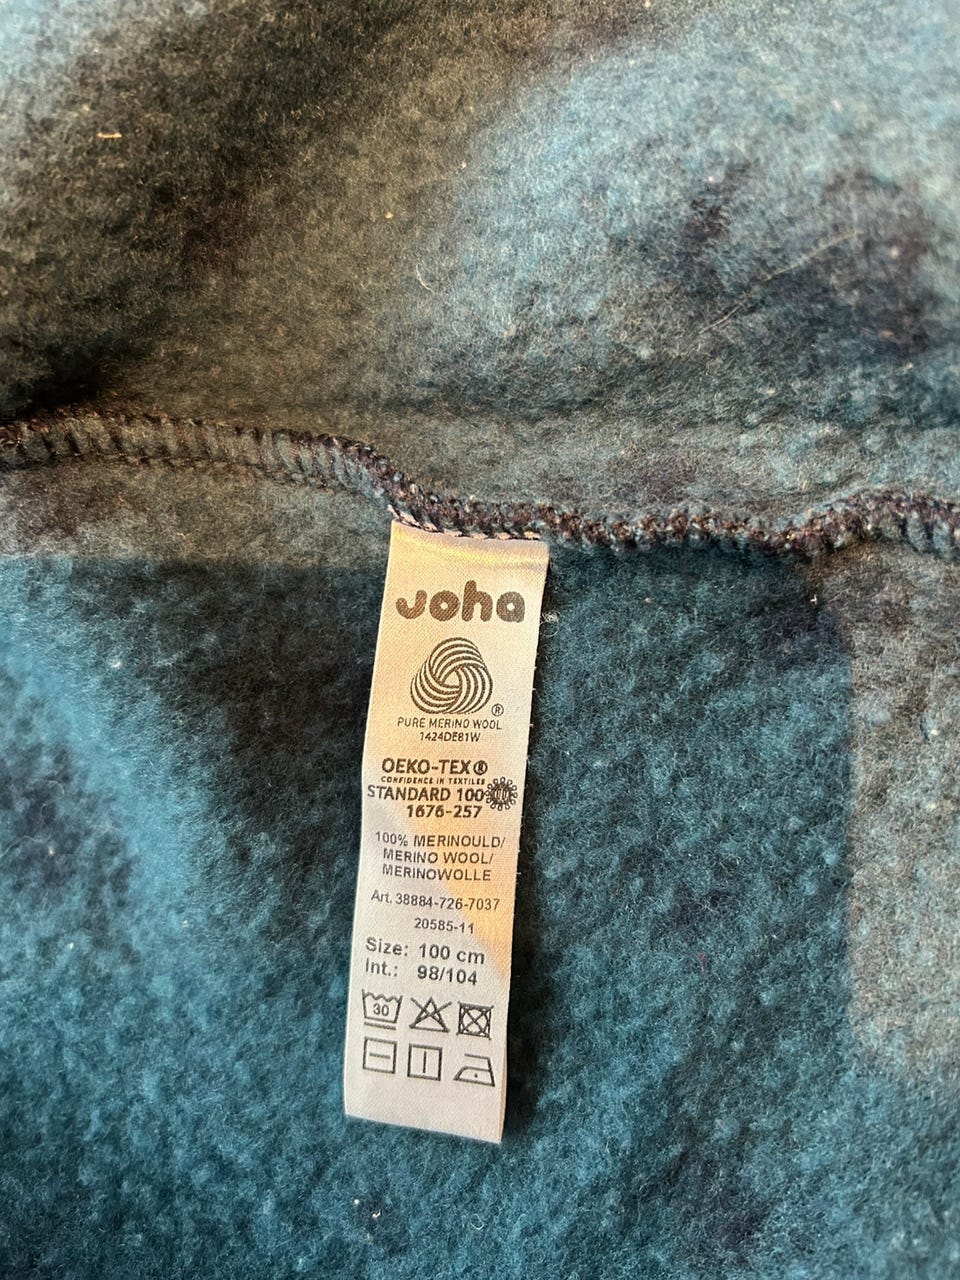 Joha
®
PURE MERINO WOOL
1424DE81W
OEKO-TEX®
CONFIDENCE IN TEXTILES
STANDARD 100
1676-257
100% MERINOULD/
MERINO WOOL/
MERINOWOLLE
Art. 38884-726-7037
20585-11
Size: 100 cm
Int.: 98/104
30